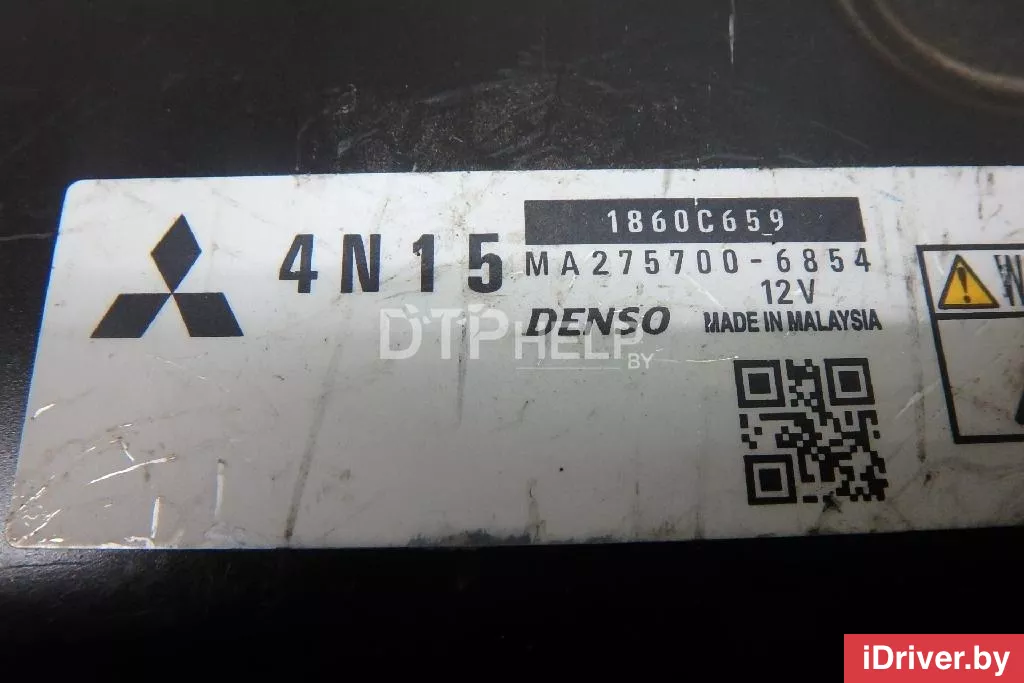 4N15
1860C659
MA275700-6854
12V
DENSO
MADE IN MALAYSIA
DTPHELP.BY
iDriver.by